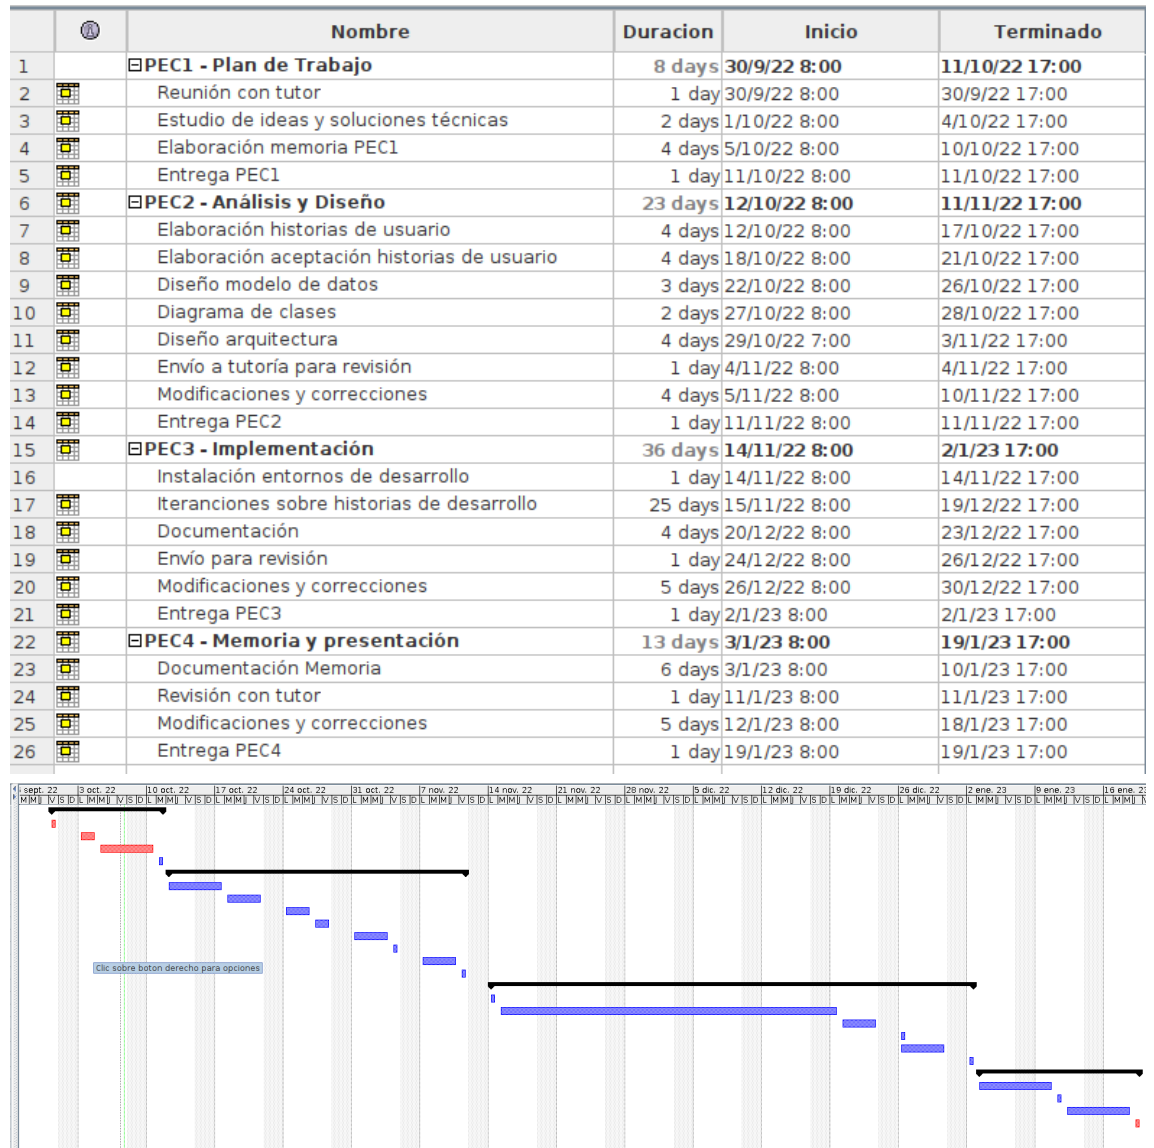 Nombre Duracion Inicio Terminado
1 PEC1 - Plan de Trabajo 8 days 30/9/22 8:00 11/10/22 17:00
2 Reunión con tutor 1 day 30/9/22 8:00 30/9/22 17:00
3 Estudio de ideas y soluciones técnicas 2 days 1/10/22 8:00 4/10/22 17:00
4 Elaboración memoria PEC1 4 days 5/10/22 8:00 10/10/22 17:00
5 Entrega PEC1 1 day 11/10/22 8:00 11/10/22 17:00
6 PEC2 - Análisis y Diseño 23 days 12/10/22 8:00 11/11/22 17:00
7 Elaboración historias de usuario 4 days 12/10/22 8:00 17/10/22 17:00
8 Elaboración aceptación historias de usuario 4 days 18/10/22 8:00 21/10/22 17:00
9 Diseño modelo de datos 3 days 22/10/22 8:00 26/10/22 17:00
10 Diagrama de clases 2 days 27/10/22 8:00 28/10/22 17:00
11 Diseño arquitectura 4 days 29/10/22 7:00 3/11/22 17:00
12 Envío a tutoría para revisión 1 day 4/11/22 8:00 4/11/22 17:00
13 Modificaciones y correcciones 4 days 5/11/22 8:00 10/11/22 17:00
14 Entrega PEC2 1 day 11/11/22 8:00 11/11/22 17:00
15 PEC3 - Implementación 36 days 14/11/22 8:00 2/1/23 17:00
16 Instalación entornos de desarrollo 1 day 14/11/22 8:00 14/11/22 17:00
17 Iteranciones sobre historias de desarrollo 25 days 15/11/22 8:00 19/12/22 17:00
18 Documentación 4 days 20/12/22 8:00 23/12/22 17:00
19 Envío para revisión 1 day 24/12/22 8:00 26/12/22 17:00
20 Modificaciones y correcciones 5 days 26/12/22 8:00 30/12/22 17:00
21 Entrega PEC3 1 day 2/1/23 8:00 2/1/23 17:00
22 PEC4 - Memoria y presentación 13 days 3/1/23 8:00 19/1/23 17:00
23 Documentación Memoria 6 days 3/1/23 8:00 10/1/23 17:00
24 Revisión con tutor 1 day 11/1/23 8:00 11/1/23 17:00
25 Modificaciones y correcciones 5 days 12/1/23 8:00 18/1/23 17:00
26 Entrega PEC4 1 day 19/1/23 8:00 19/1/23 17:00
sept. 22 3 oct. 22 10 oct. 22 17 oct. 22 24 oct. 22 31 oct. 22 7 nov. 22 14 nov. 22 21 nov. 22 28 nov. 22 5 dic. 22 12 dic. 22 19 dic. 22 26 dic. 22 2 ene. 23 9 ene. 23 16 ene.
Clic sobre boton derecho para opciones